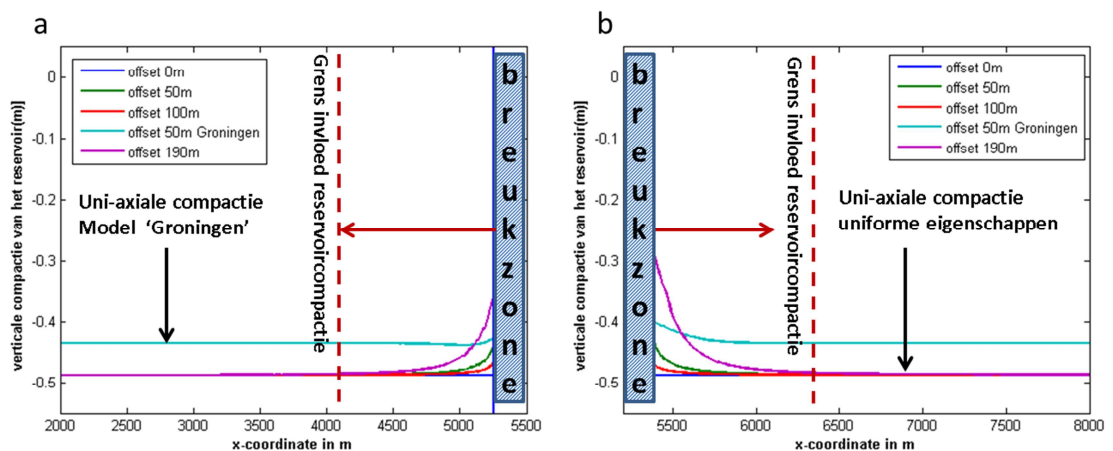 a
verticale compactie van het reservoir(m)]
0
-0.1
-0.2
-0.3
-0.4
-0.5
offset 0m
offset 50m
offset 100m
offset 50m Groningen
offset 190m
Uni-axiale compactie
Model ‘Groningen’
Grens invloed reservoircompactie
breukzone
2000 2500 3000 3500 4000 4500 5000 5500
x-coordinate in m
b
verticale compactie van het reservoir(m)]
0
-0.1
-0.2
-0.3
-0.4
-0.5
breukzone
Grens invloed reservoircompactie
offset 0m
offset 50m
offset 100m
offset 50m Groningen
offset 190m
Uni-axiale compactie
uniforme eigenschappen
5500 6000 6500 7000 7500 8000
x-coordinate in m